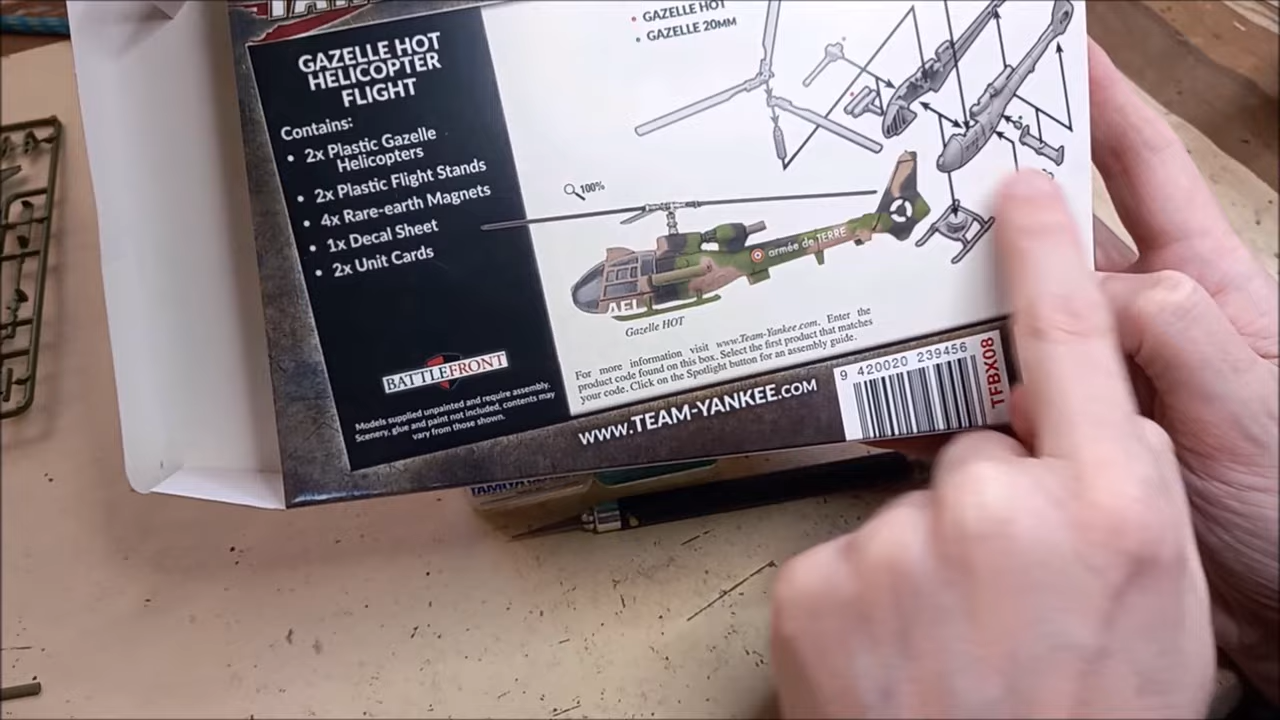 GAZELLE HOT
HELICOPTER
FLIGHT
Contains:
• 2x Plastic Gazelle
Helicopters
• 2x Plastic Flight Stands
• 4x Rare-earth Magnets
• 1x Decal Sheet
• 2x Unit Cards
BATTLEFRONT
Models supplied unpainted and require assembly.
Scenery, glue and paint not included, contents may
vary from those shown.
• GAZELLE HOT
• GAZELLE 20MM
100%
armée de TERRE
AEL
Gazelle HOT
For more information visit www.Team-Yankee.com. Enter the
product code found on this box. Select the first product that matches
your code. Click on the Spotlight button for an assembly guide.
WWW.TEAM-YANKEE.COM
9 420020 239456
TFBX08
TAMIYA